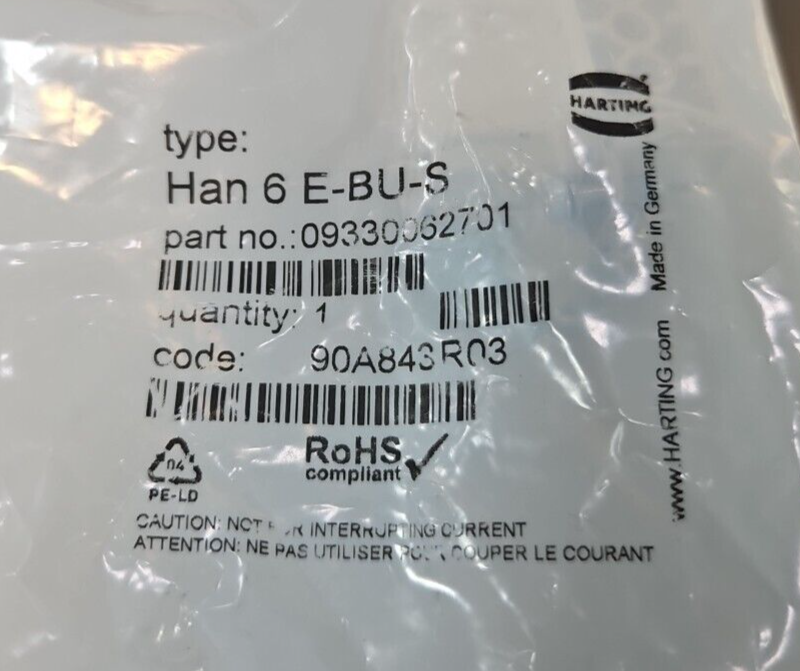 HARTING
type:
Han 6 E-BU-S
part no.:09330062701
quantity: 1
code: 90A843R03
04
PE-LD
RoHS
compliant
CAUTION: NOT FOR INTERRUPTING CURRENT
ATTENTION: NE PAS UTILISER POUR COUPER LE COURANT
www.HARTING.com Made in Germany